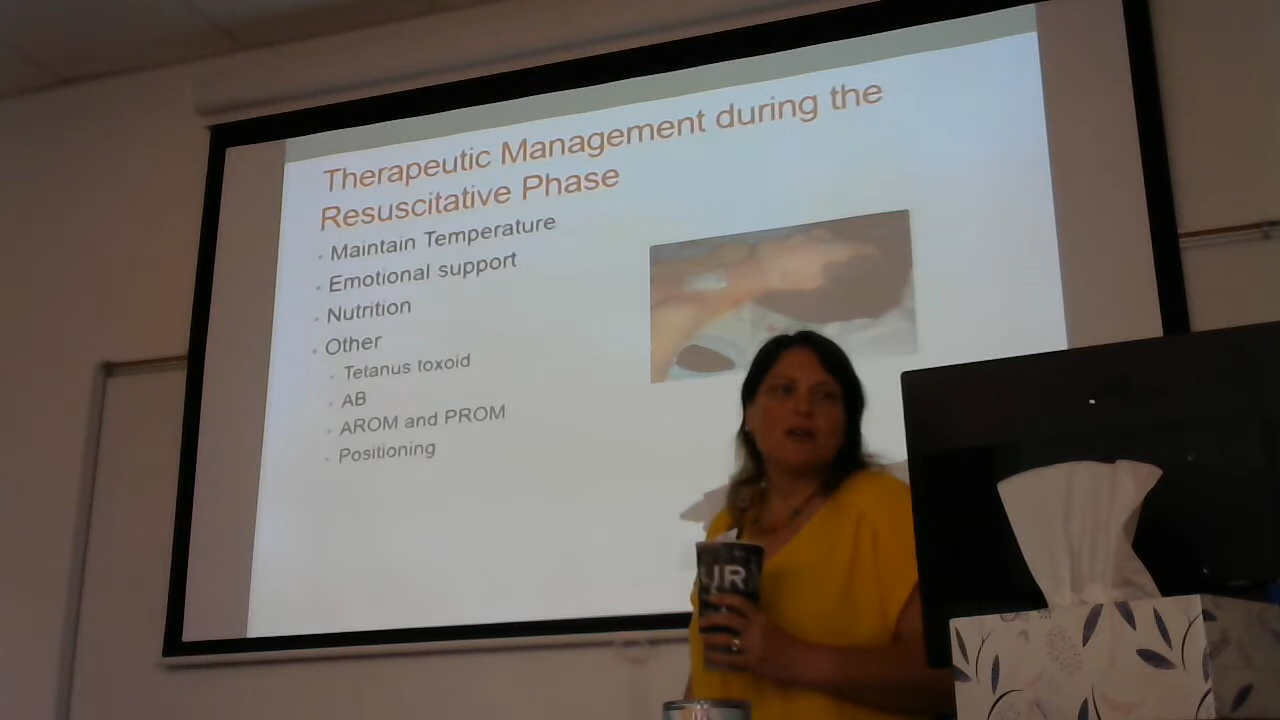 Therapeutic Management during the
Resuscitative Phase
Maintain Temperature
Emotional support
Nutrition
Other
Tetanus toxoid
AB
AROM and PROM
Positioning
UR